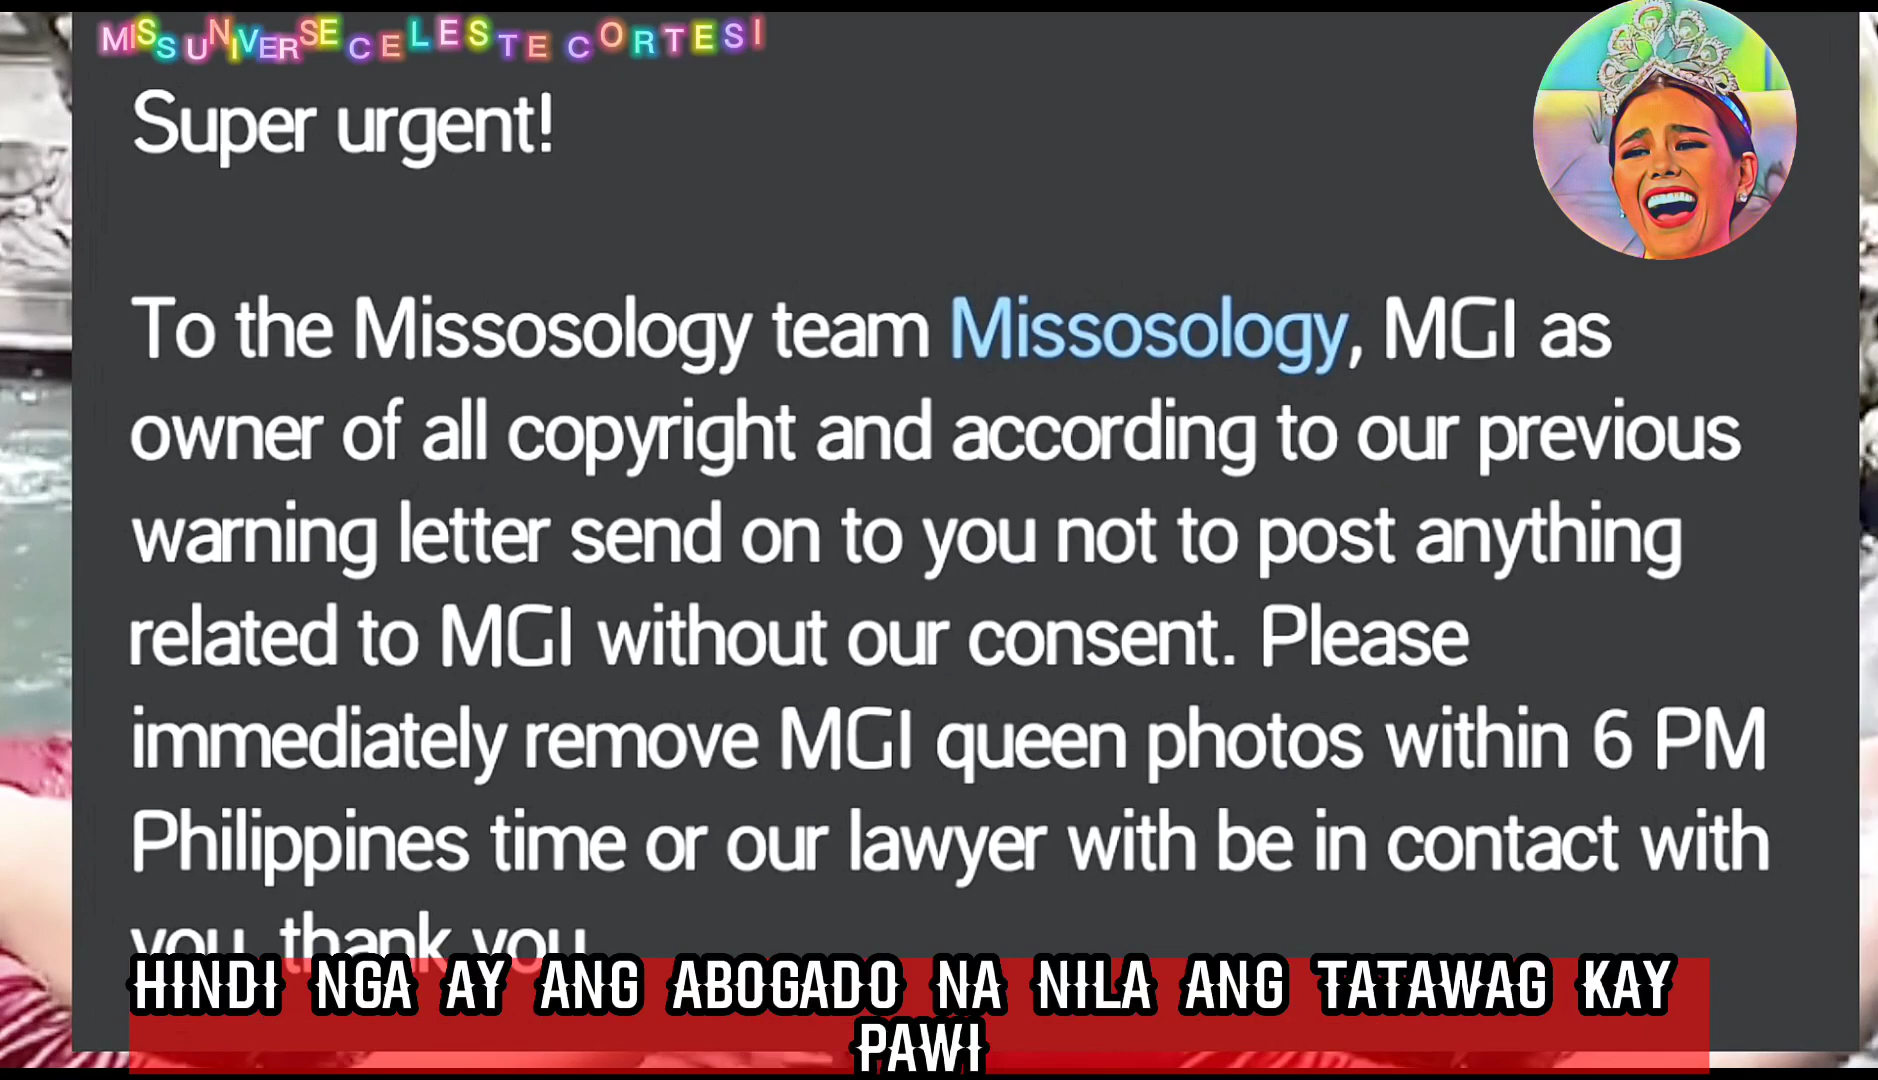 MISS UNIVERSE CELESTE CORTESI
Super urgent!
To the Missosology team Missosology, MGI as
owner of all copyright and according to our previous
warning letter send on to you not to post anything
related to MGI without our consent. Please
immediately remove MGI queen photos within 6 PM
Philippines time or our lawyer with be in contact with
you, thank you
HINDI NGA AY ANG ABOGADO NA NILA ANG TATAWAG KAY
PAWI